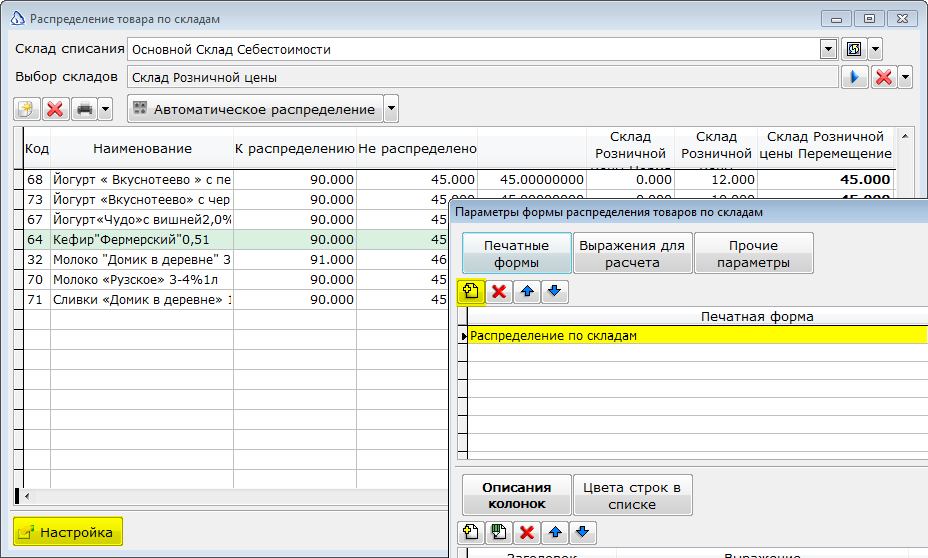 Распределение товара по складам
Склад списания Основной Склад Себестоимости
Выбор складов Склад Розничной цены
Автоматическое распределение
Код Наименование К распределению Не распределено Склад Розничной Склад Розничной Склад Розничной цены Перемещение
68 Йогурт « Вкуснотеево » с пе 90.000 45.000 45.00000000 0.000 12.000 45.000
73 Йогурт «Вкуснотеево» с чер 90.000
67 Йогурт«Чудо»с вишней2,0% 90.000 45
64 Кефир"Фермерский"0,51 90.000 45
32 Молоко "Домик в деревне" 3 91.000 46
70 Молоко «Рузское» 3-4%1л 90.000 45
71 Сливки «Домик в деревне» 1 90.000 45
Настройка
Параметры формы распределения товаров по складам
Печатные формы Выражения для расчета Прочие параметры
Печатная форма
Распределение по складам
Описания колонок Цвета строк в списке
Заголовок Выражение